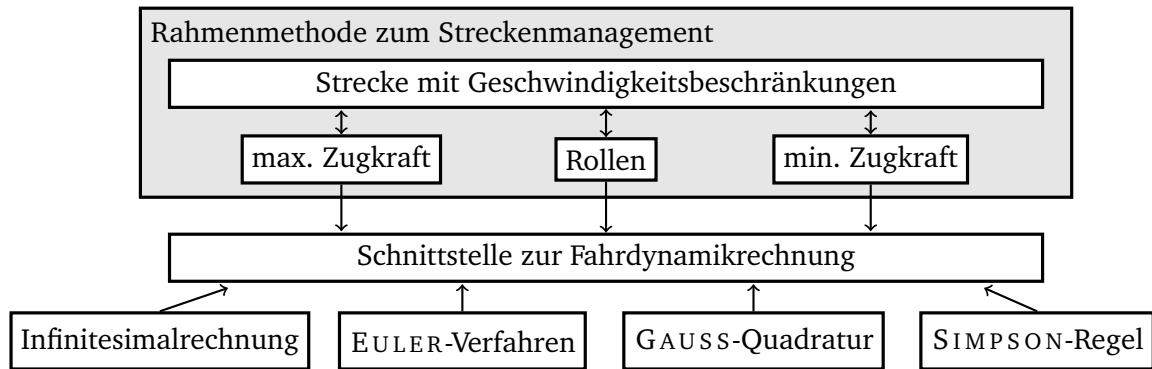 Rahmenmethode zum Streckenmanagement
Strecke mit Geschwindigkeitsbeschränkungen
max. Zugkraft
Rollen
min. Zugkraft
Schnittstelle zur Fahrdynamikrechnung
Infinitesimalrechnung
EULER-Verfahren
GAUSS-Quadratur
SIMPSON-Regel